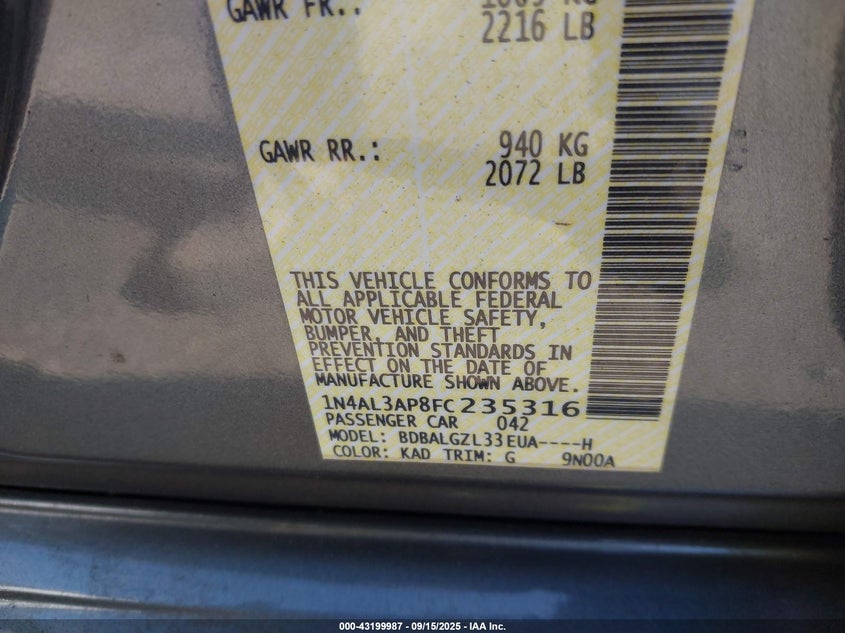 GAWR FR.:
2216 LB
GAWR RR.: 940 KG
2072 LB
THIS VEHICLE CONFORMS TO
ALL APPLICABLE FEDERAL
MOTOR VEHICLE SAFETY,
BUMPER, AND THEFT
PREVENTION STANDARDS IN
EFFECT ON THE DATE OF
MANUFACTURE SHOWN ABOVE.
1N4AL3AP8FC235316
PASSENGER CAR 042
MODEL: BDBALGZL33EUA----H
COLOR: KAD TRIM: G 9N00A
000-43199987 - 09/15/2025 - IAA Inc.